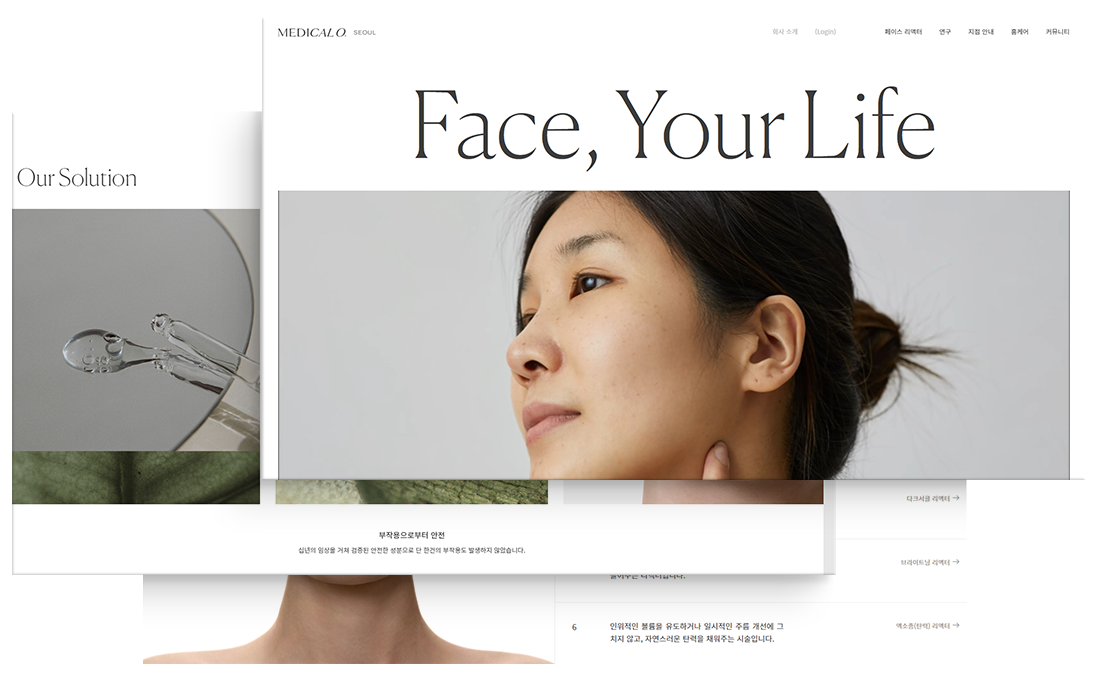 MEDICAL O. SEOUL
회사 소개 (Login) 페이스 리액터 연구 지점 안내 홈케어 커뮤니티
Face, Your Life
Our Solution
부작용으로부터 안전
십년의 임상을 거쳐 검증된 안전한 성분으로 단 한건의 부작용도 발생하지 않았습니다.
다크서클 리액터 →
브라이트닝 리액터 →
6 인위적인 볼륨을 유도하거나 일시적인 주름 개선에 그
치지 않고, 자연스러운 탄력을 채워주는 시술입니다.
엑소좀(탄력) 리액터 →